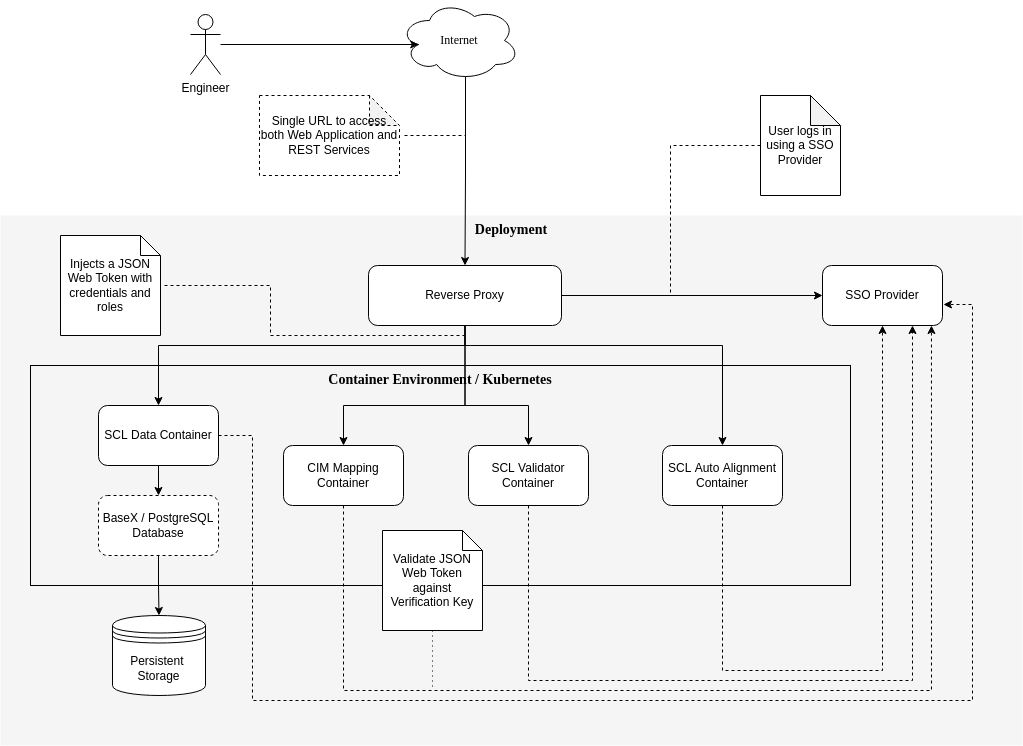 Internet
Engineer
Single URL to access
both Web Application and
REST Services
User logs in
using a SSO
Provider
Deployment
Injects a JSON
Web Token with
credentials and
roles
Reverse Proxy
SSO Provider
Container Environment / Kubernetes
SCL Data Container
CIM Mapping
Container
SCL Validator
Container
SCL Auto Alignment
Container
BaseX / PostgreSQL
Database
Validate JSON
Web Token
against
Verification Key
Persistent
Storage